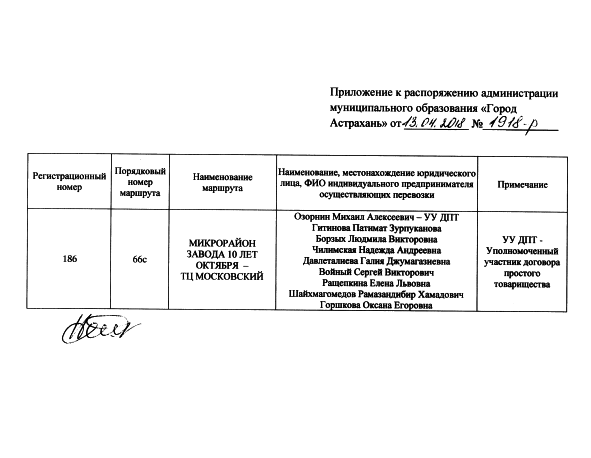 Приложение к распоряжению администрации
муниципального образования «Город
Астрахань» от 13.04.2018 № 1918-р
Регистрационный
номер
Порядковый
номер
маршрута
Наименование
маршрута
Наименование, местонахождение юридического
лица, ФИО индивидуального предпринимателя
осуществляющих перевозки
Примечание
186
66с
МИКРОРАЙОН
ЗАВОДА 10 ЛЕТ
ОКТЯБРЯ –
ТЦ МОСКОВСКИЙ
Озорнин Михаил Алексеевич – УУ ДПТ
Гитинова Патимат Зурпукановна
Борзых Людмила Викторовна
Чилимская Надежда Андреевна
Давлеталиева Галия Джумагазиевна
Войный Сергей Викторович
Ращепкина Елена Львовна
Шайхмагомедов Рамазандибир Хамадович
Горшкова Оксана Егоровна
УУ ДПТ -
Уполномоченный
участник договора
простого
товарищества